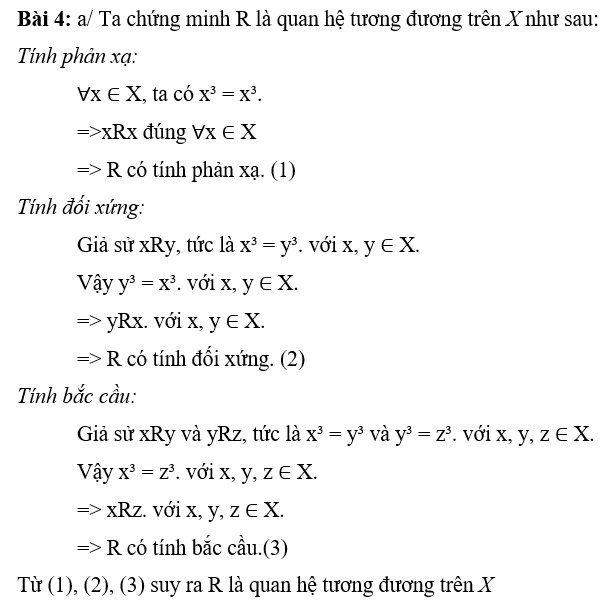 Bài 4: a/ Ta chứng minh R là quan hệ tương đương trên X như sau:
Tính phản xạ:
∀x ∈ X, ta có x³ = x³.
=>xRx đúng ∀x ∈ X
=> R có tính phản xạ. (1)
Tính đối xứng:
Giả sử xRy, tức là x³ = y³. với x, y ∈ X.
Vậy y³ = x³. với x, y ∈ X.
=> yRx. với x, y ∈ X.
=> R có tính đối xứng. (2)
Tính bắc cầu:
Giả sử xRy và yRz, tức là x³ = y³ và y³ = z³. với x, y, z ∈ X.
Vậy x³ = z³. với x, y, z ∈ X.
=> xRz. với x, y, z ∈ X.
=> R có tính bắc cầu.(3)
Từ (1), (2), (3) suy ra R là quan hệ tương đương trên X